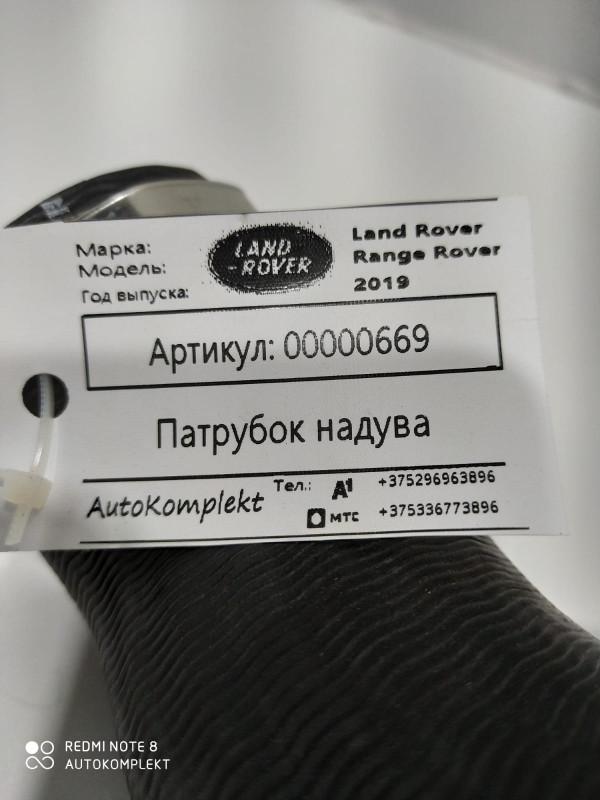 Марка:
Модель:
Год выпуска:
LAND
-ROVER
Land Rover
Range Rover
2019
Артикул: 00000669
Патрубок надува
AutoKomplekt
Тел.: A1 +375296963896
МТС +375336773896
REDMI NOTE 8
AUTOKOMPLEKT